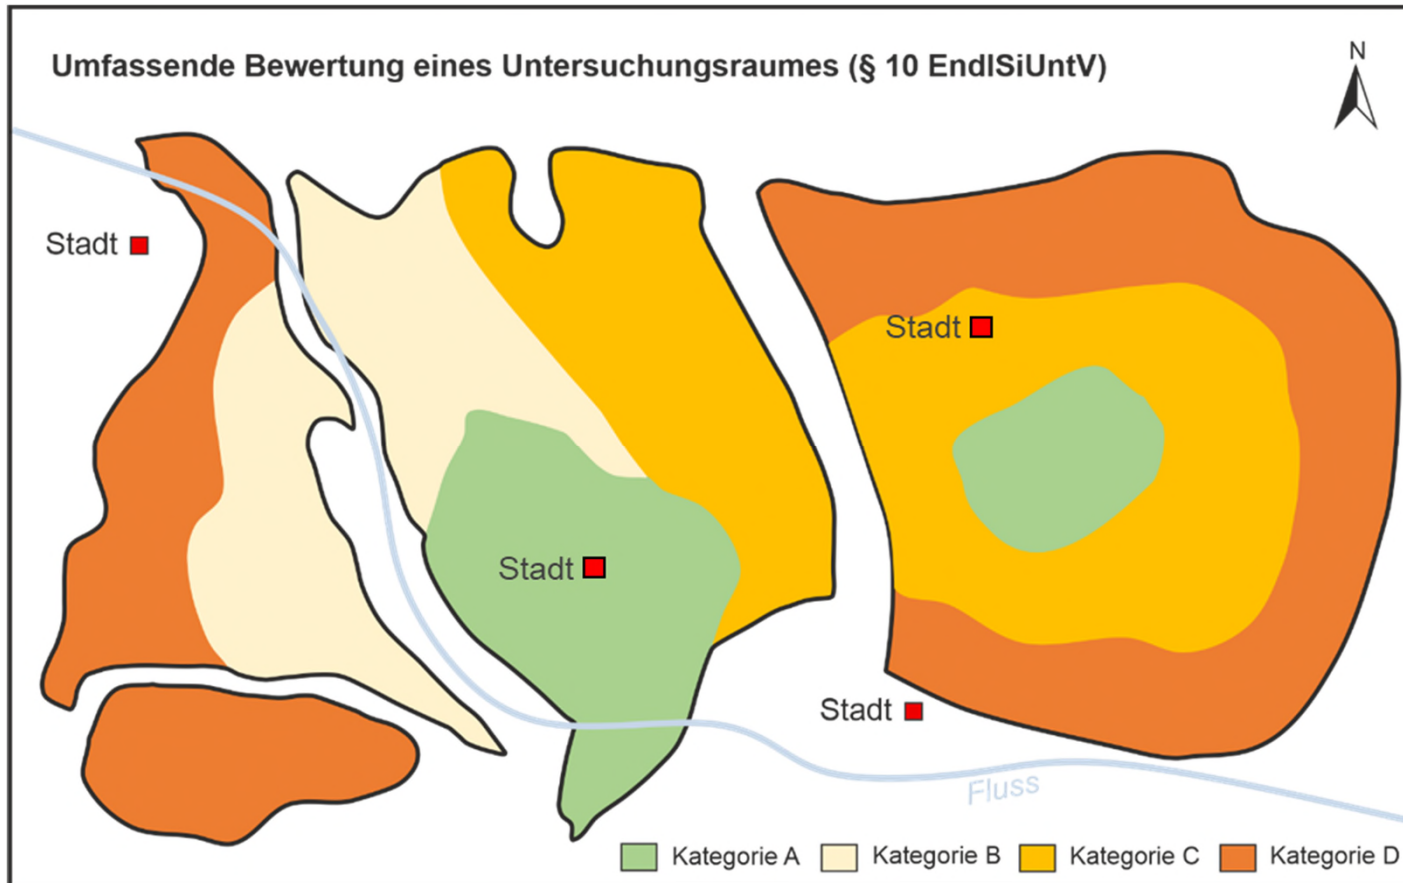 Umfassende Bewertung eines Untersuchungsraumes (§ 10 EndlSiUntV)
N
Stadt
Stadt
Stadt
Stadt
Fluss
Kategorie A
Kategorie B
Kategorie C
Kategorie D